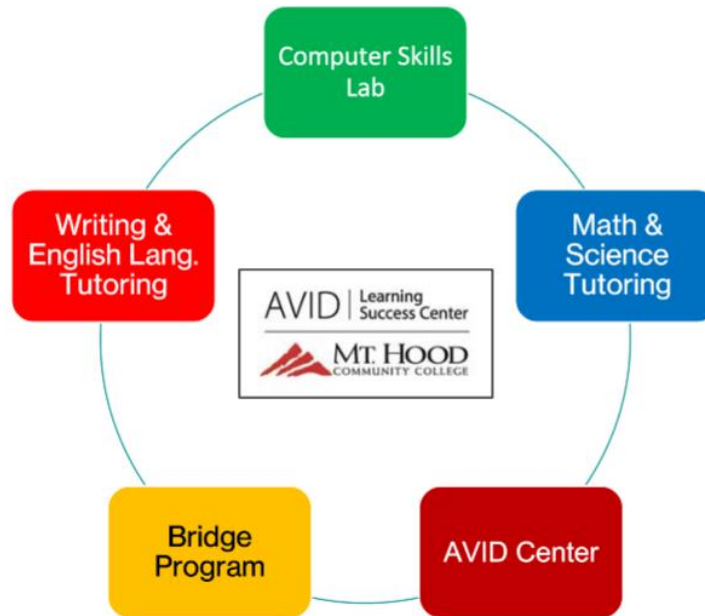 Computer Skills
Lab
Math &
Science
Tutoring
AVID Center
Bridge
Program
Writing &
English Lang.
Tutoring
AVID | Learning
Success Center
MT. HOOD
COMMUNITY COLLEGE